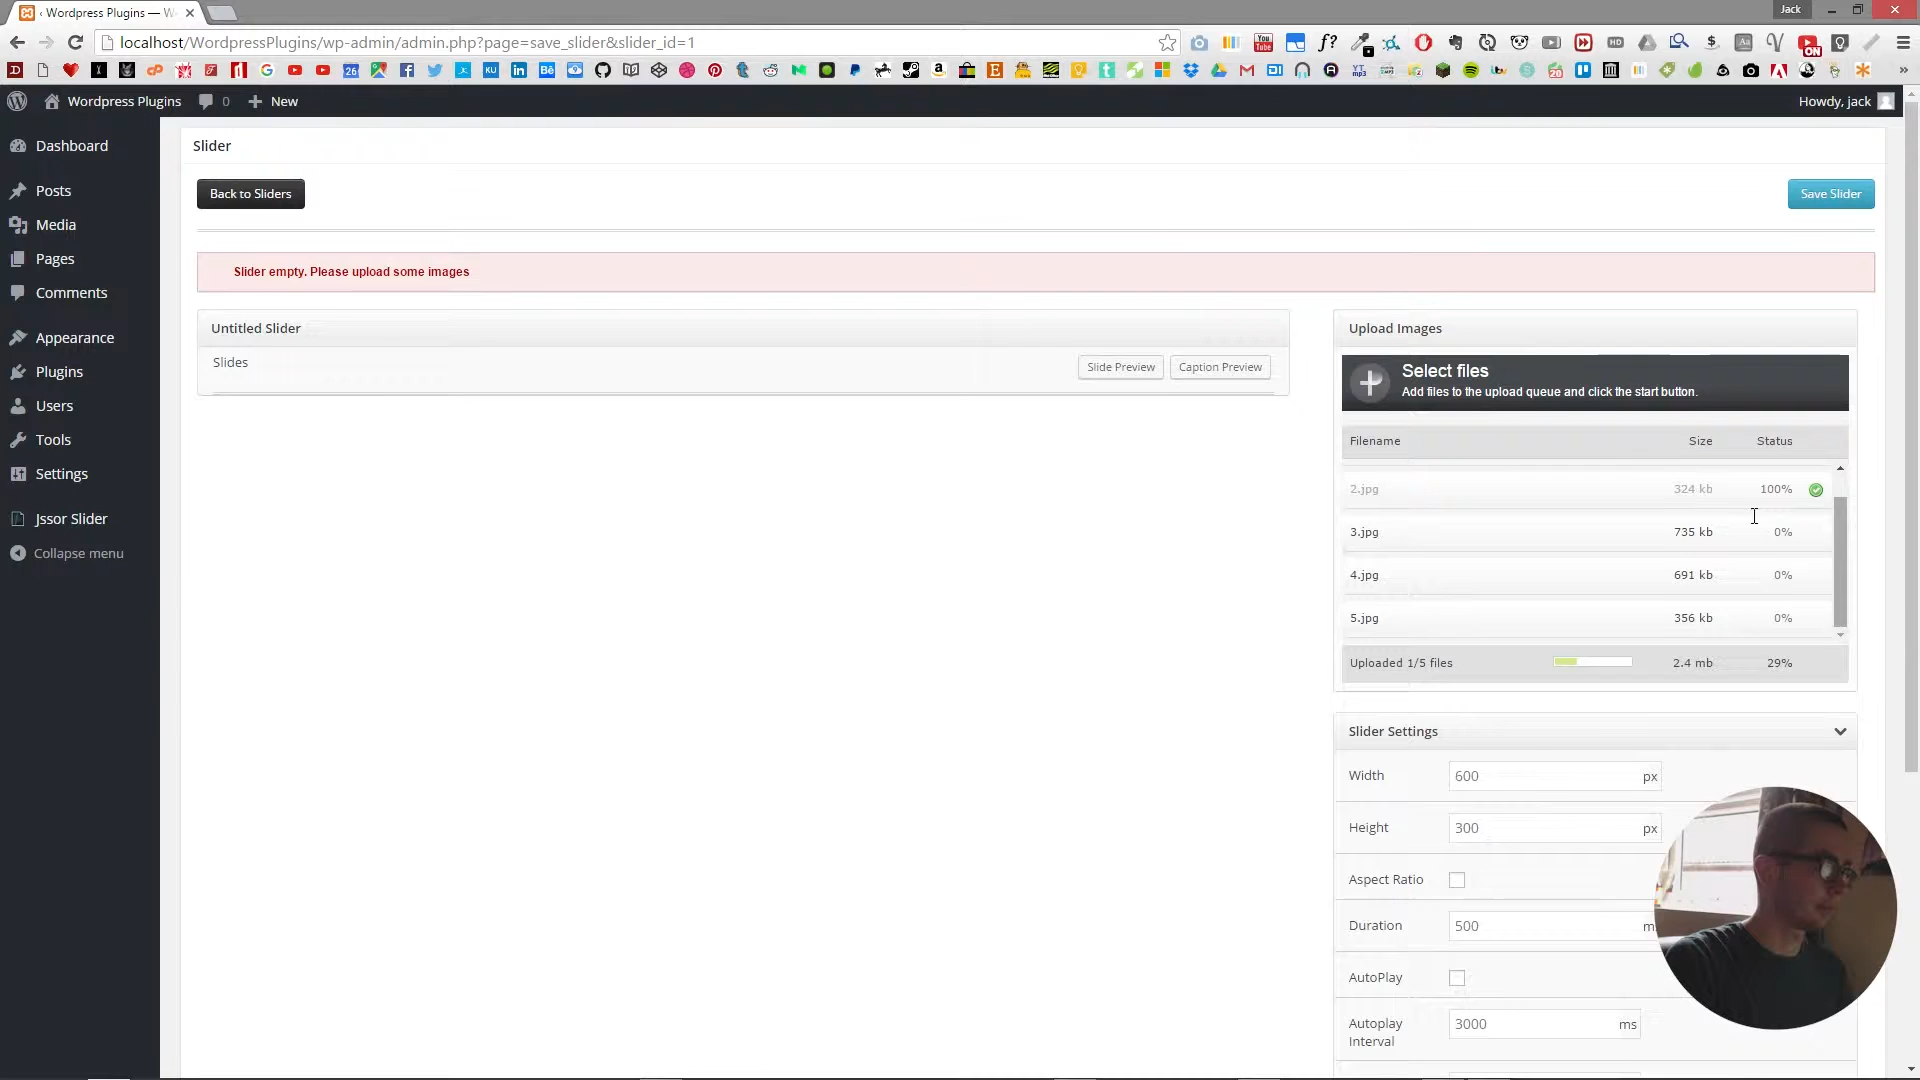 ‹ Wordpress Plugins — W
Jack
localhost/WordpressPlugins/wp-admin/admin.php?page=save_slider&slider_id=1
Wordpress Plugins
0
New
Howdy, jack
Dashboard
Posts
Media
Pages
Comments
Appearance
Plugins
Users
Tools
Settings
Jssor Slider
Collapse menu
Slider
Back to Sliders
Save Slider
Slider empty. Please upload some images
Untitled Slider
Slides
Slide Preview
Caption Preview
Upload Images
Select files
Add files to the upload queue and click the start button.
Filename Size Status
2.jpg 324 kb 100%
3.jpg 735 kb 0%
4.jpg 691 kb 0%
5.jpg 356 kb 0%
Uploaded 1/5 files 2.4 mb 29%
Slider Settings
Width 600 px
Height 300 px
Aspect Ratio
Duration 500 m
AutoPlay
Autoplay Interval 3000 ms